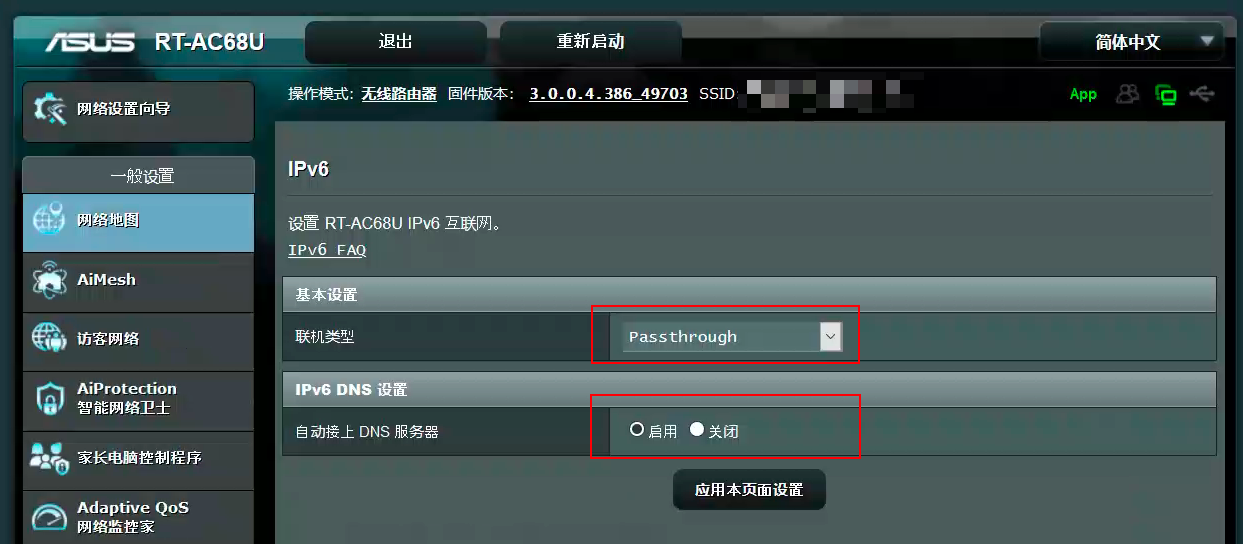 ASUS RT-AC68U 退出 重新启动 简体中文
网络设置向导
操作模式: 无线路由器 固件版本: 3.0.0.4.386_49703 SSID: App
一般设置
网络地图
AiMesh
访客网络
AiProtection
智能网络卫士
家长电脑控制程序
Adaptive QoS
网络监控家
IPv6
设置 RT-AC68U IPv6 互联网。
IPv6 FAQ
基本设置
联机类型 Passthrough
IPv6 DNS 设置
自动接上 DNS 服务器 启用 关闭
应用本页面设置